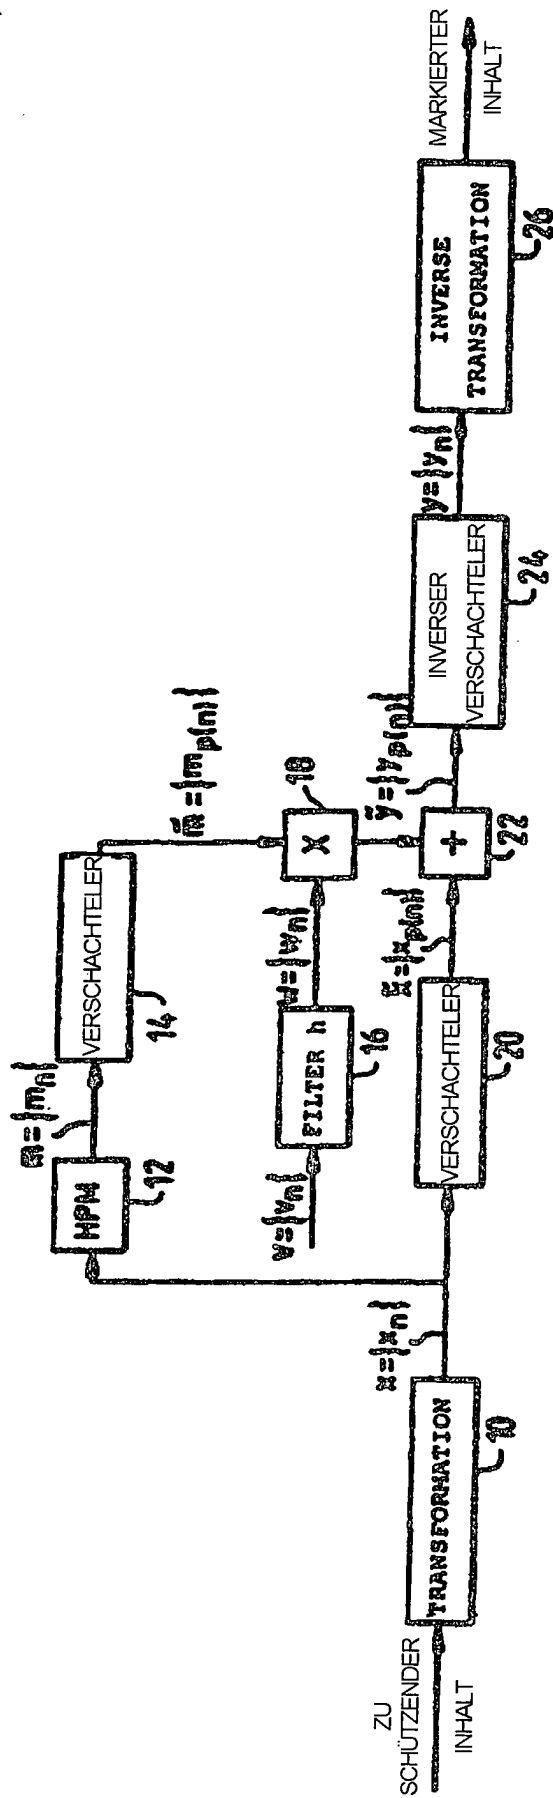 ZU
SCHÜTZENDER
INHALT
TRANSFORMATION
10
x={xn}
HPM
12
m={mn}
VERSCHACHTELER
14
m̃={mp(n)}
v={vn}
FILTER h
16
w={wn}
X
18
VERSCHACHTELER
20
x̃={xp(n)}
+
22
ỹ={yp(n)}
INVERSER
VERSCHACHTELER
24
y={yn}
INVERSE
TRANSFORMATION
26
MARKIERTER
INHALT